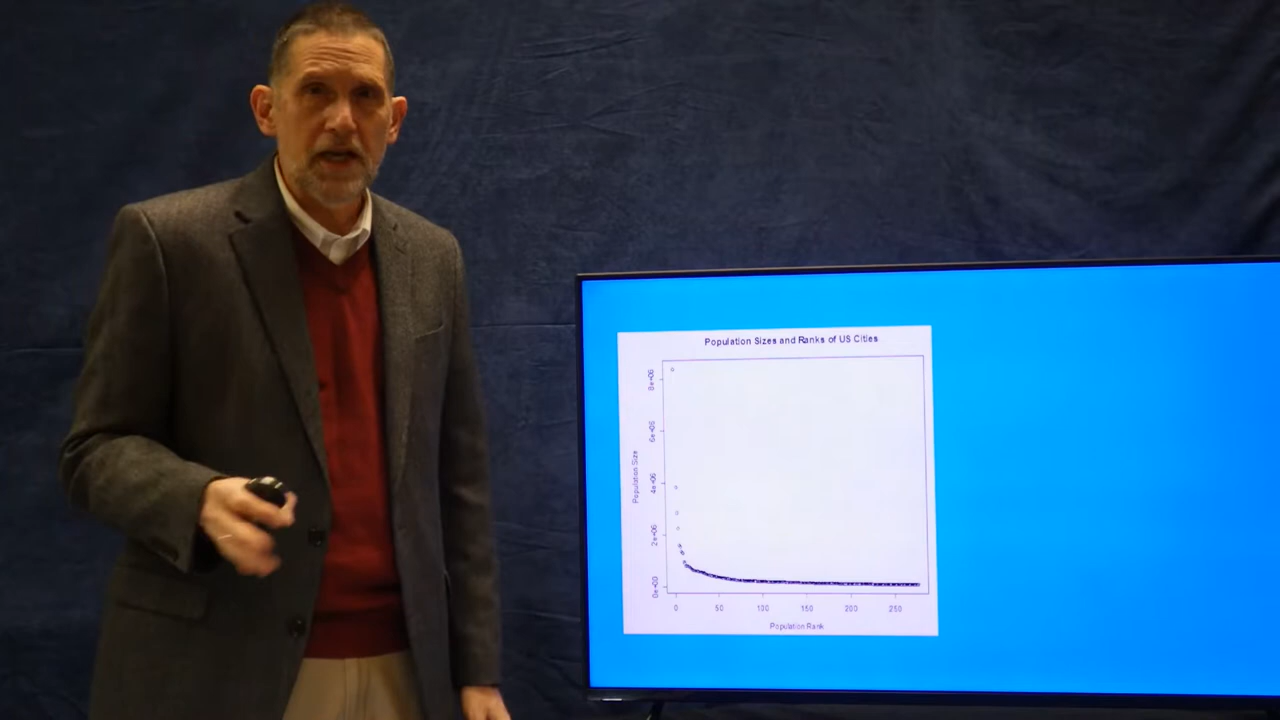 Population Sizes and Ranks of US Cities
8e+06
6e+06
4e+06
2e+06
0e+00
Population Size
0 50 100 150 200 250
Population Rank